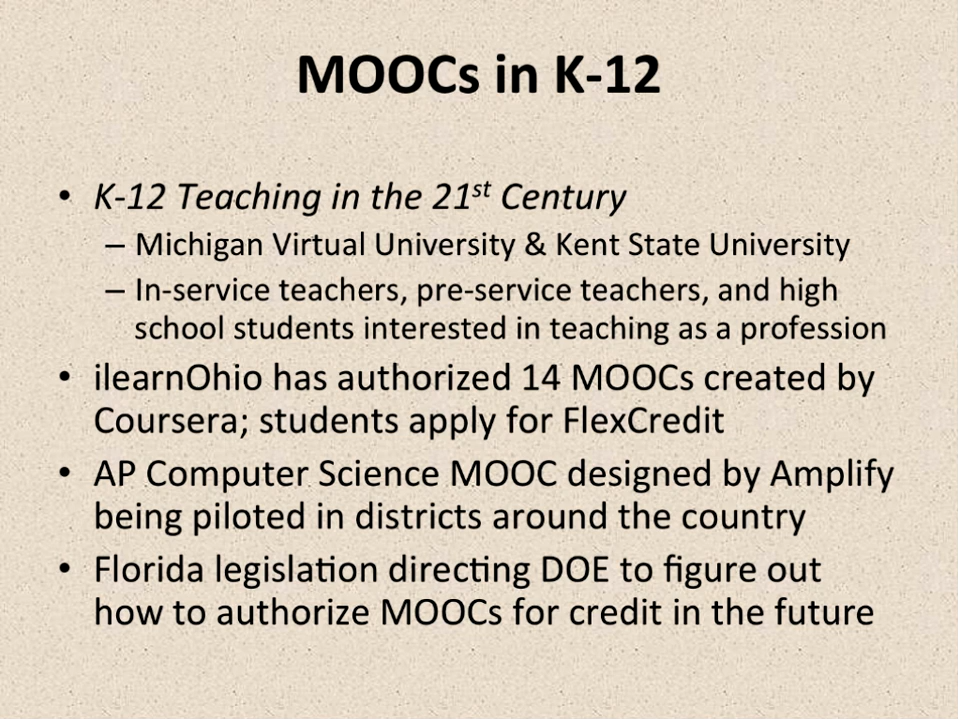 MOOCs in K-12
• K-12 Teaching in the 21st Century
– Michigan Virtual University & Kent State University
– In-service teachers, pre-service teachers, and high
school students interested in teaching as a profession
• ilearnOhio has authorized 14 MOOCs created by
Coursera; students apply for FlexCredit
• AP Computer Science MOOC designed by Amplify
being piloted in districts around the country
• Florida legislation directing DOE to figure out
how to authorize MOOCs for credit in the future